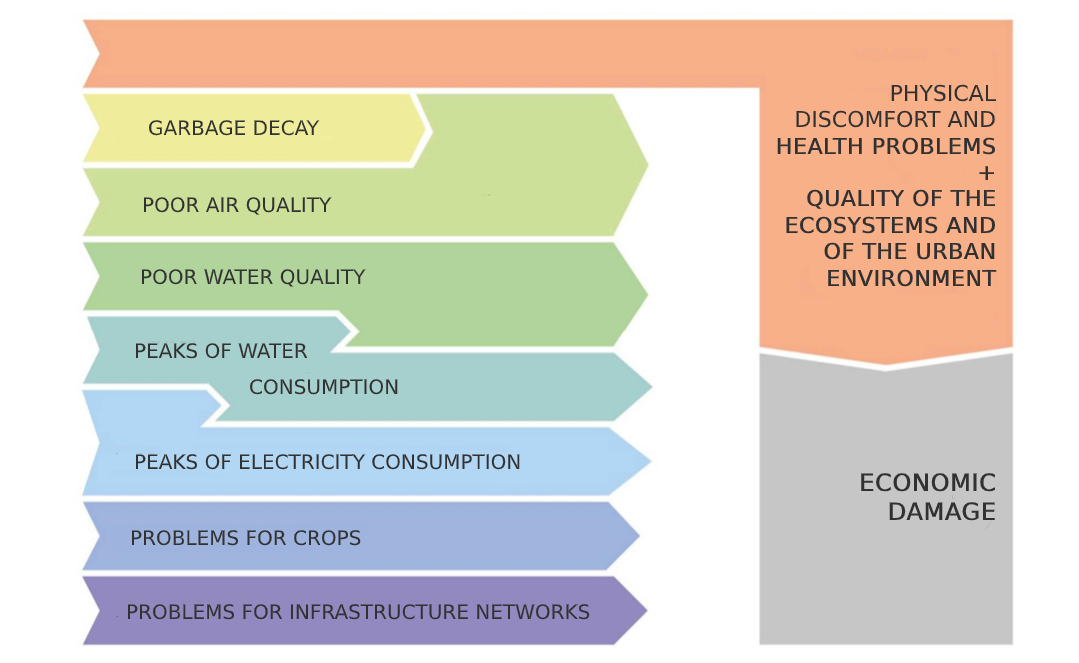 PHYSICAL
DISCOMFORT AND
HEALTH PROBLEMS
+
QUALITY OF THE
ECOSYSTEMS AND
OF THE URBAN
ENVIRONMENT
GARBAGE DECAY
POOR AIR QUALITY
POOR WATER QUALITY
PEAKS OF WATER
CONSUMPTION
PEAKS OF ELECTRICITY CONSUMPTION
PROBLEMS FOR CROPS
PROBLEMS FOR INFRASTRUCTURE NETWORKS
ECONOMIC
DAMAGE